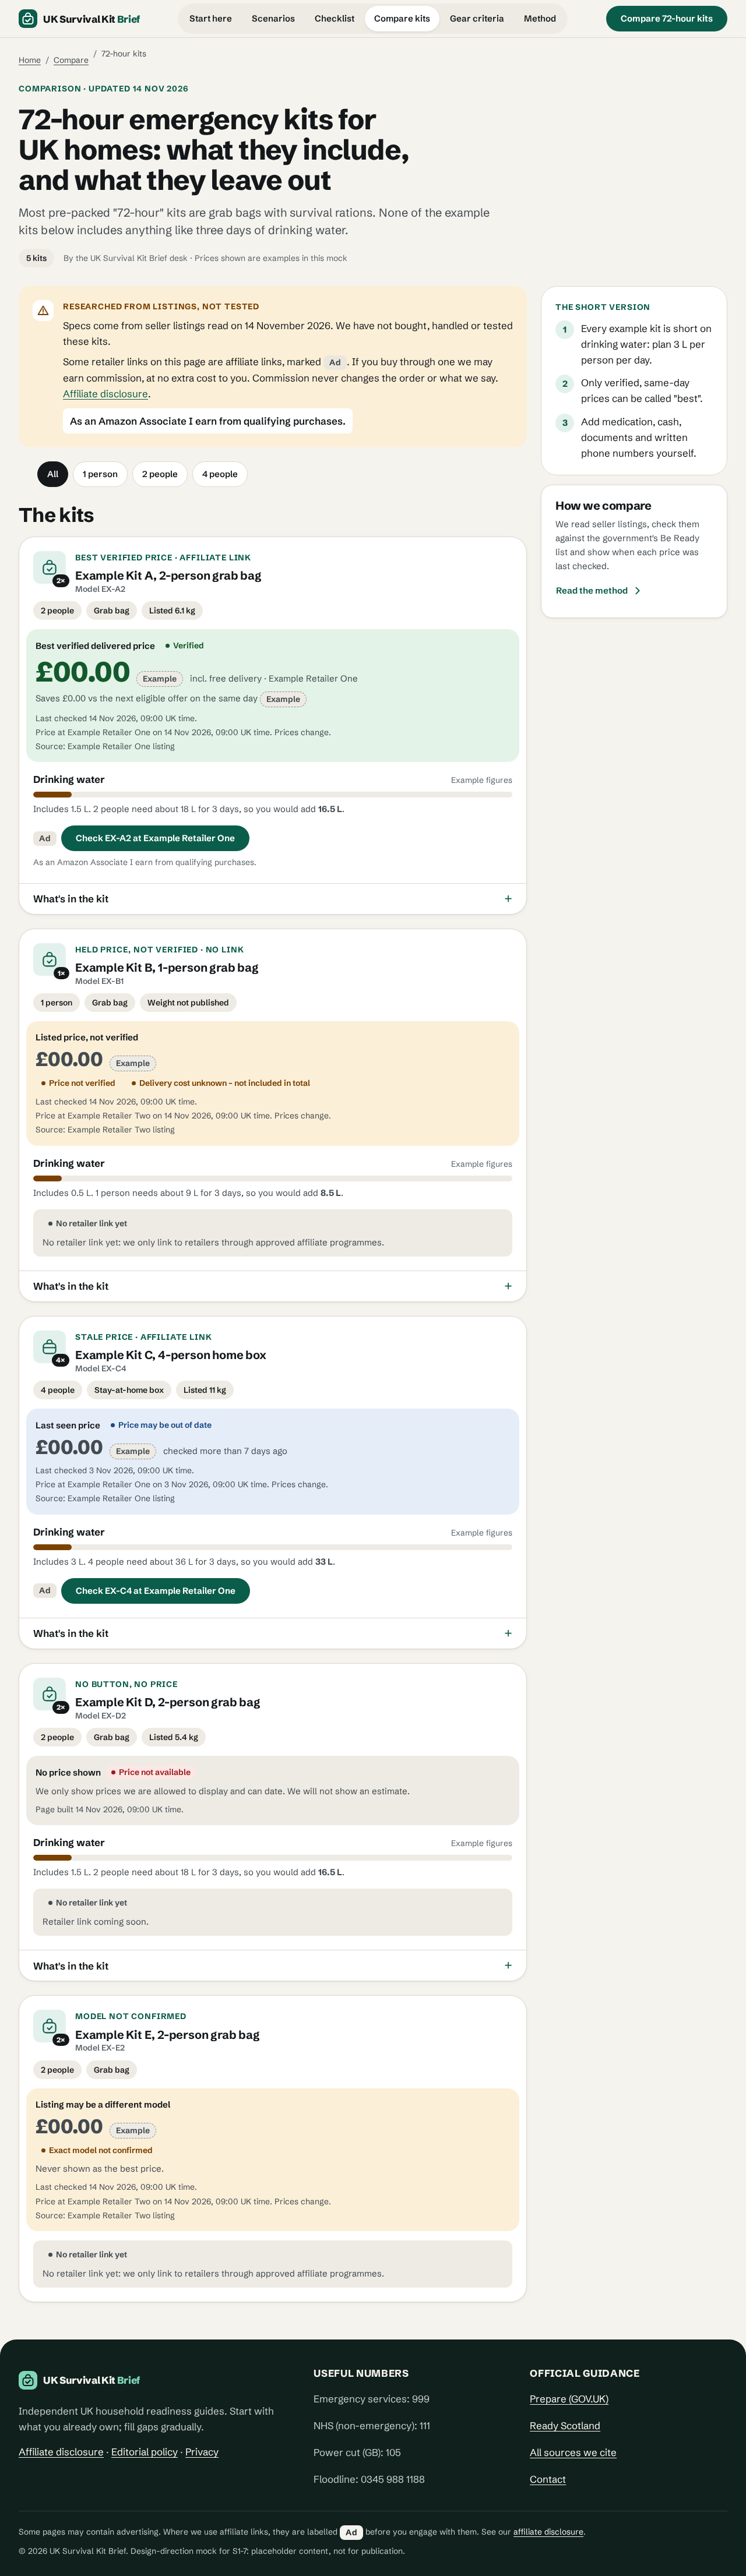 UK Survival Kit Brief
Start here
Scenarios
Checklist
Compare kits
Gear criteria
Method
Compare 72-hour kits
Home / Compare / 72-hour kits
COMPARISON · UPDATED 14 NOV 2026
72-hour emergency kits for
UK homes: what they include,
and what they leave out
Most pre-packed "72-hour" kits are grab bags with survival rations. None of the example
kits below includes anything like three days of drinking water.
5 kits
By the UK Survival Kit Brief desk · Prices shown are examples in this mock
RESEARCHED FROM LISTINGS, NOT TESTED
Specs come from seller listings read on 14 November 2026. We have not bought, handled or tested
these kits.
Some retailer links on this page are affiliate links, marked Ad. If you buy through one we may
earn commission, at no extra cost to you. Commission never changes the order or what we say.
Affiliate disclosure.
As an Amazon Associate I earn from qualifying purchases.
All
1 person
2 people
4 people
The kits
2×
BEST VERIFIED PRICE · AFFILIATE LINK
Example Kit A, 2-person grab bag
Model EX-A2
2 people
Grab bag
Listed 6.1 kg
Best verified delivered price
Verified
£00.00 Example incl. free delivery · Example Retailer One
Saves £0.00 vs the next eligible offer on the same day Example
Last checked 14 Nov 2026, 09:00 UK time.
Price at Example Retailer One on 14 Nov 2026, 09:00 UK time. Prices change.
Source: Example Retailer One listing
Drinking water
Example figures
Includes 1.5 L. 2 people need about 18 L for 3 days, so you would add 16.5 L.
Ad
Check EX-A2 at Example Retailer One
As an Amazon Associate I earn from qualifying purchases.
What's in the kit +
1×
HELD PRICE, NOT VERIFIED · NO LINK
Example Kit B, 1-person grab bag
Model EX-B1
1 person
Grab bag
Weight not published
Listed price, not verified
£00.00 Example
Price not verified
Delivery cost unknown – not included in total
Last checked 14 Nov 2026, 09:00 UK time.
Price at Example Retailer Two on 14 Nov 2026, 09:00 UK time. Prices change.
Source: Example Retailer Two listing
Drinking water
Example figures
Includes 0.5 L. 1 person needs about 9 L for 3 days, so you would add 8.5 L.
No retailer link yet
No retailer link yet: we only link to retailers through approved affiliate programmes.
What's in the kit +
4×
STALE PRICE · AFFILIATE LINK
Example Kit C, 4-person home box
Model EX-C4
4 people
Stay-at-home box
Listed 11 kg
Last seen price
Price may be out of date
£00.00 Example checked more than 7 days ago
Last checked 3 Nov 2026, 09:00 UK time.
Price at Example Retailer One on 3 Nov 2026, 09:00 UK time. Prices change.
Source: Example Retailer One listing
Drinking water
Example figures
Includes 3 L. 4 people need about 36 L for 3 days, so you would add 33 L.
Ad
Check EX-C4 at Example Retailer One
What's in the kit +
2×
NO BUTTON, NO PRICE
Example Kit D, 2-person grab bag
Model EX-D2
2 people
Grab bag
Listed 5.4 kg
No price shown
Price not available
We only show prices we are allowed to display and can date. We will not show an estimate.
Page built 14 Nov 2026, 09:00 UK time.
Drinking water
Example figures
Includes 1.5 L. 2 people need about 18 L for 3 days, so you would add 16.5 L.
No retailer link yet
Retailer link coming soon.
What's in the kit +
2×
MODEL NOT CONFIRMED
Example Kit E, 2-person grab bag
Model EX-E2
2 people
Grab bag
Listing may be a different model
£00.00 Example
Exact model not confirmed
Never shown as the best price.
Last checked 14 Nov 2026, 09:00 UK time.
Price at Example Retailer Two on 14 Nov 2026, 09:00 UK time. Prices change.
Source: Example Retailer Two listing
No retailer link yet
No retailer link yet: we only link to retailers through approved affiliate programmes.
THE SHORT VERSION
1 Every example kit is short on
drinking water: plan 3 L per
person per day.
2 Only verified, same-day
prices can be called "best".
3 Add medication, cash,
documents and written
phone numbers yourself.
How we compare
We read seller listings, check them
against the government's Be Ready
list and show when each price was
last checked.
Read the method
UK Survival Kit Brief
Independent UK household readiness guides. Start with
what you already own; fill gaps gradually.
Affiliate disclosure · Editorial policy · Privacy
USEFUL NUMBERS
Emergency services: 999
NHS (non-emergency): 111
Power cut (GB): 105
Floodline: 0345 988 1188
OFFICIAL GUIDANCE
Prepare (GOV.UK)
Ready Scotland
All sources we cite
Contact
Some pages may contain advertising. Where we use affiliate links, they are labelled Ad before you engage with them. See our affiliate disclosure.
© 2026 UK Survival Kit Brief. Design-direction mock for S1-7: placeholder content, not for publication.